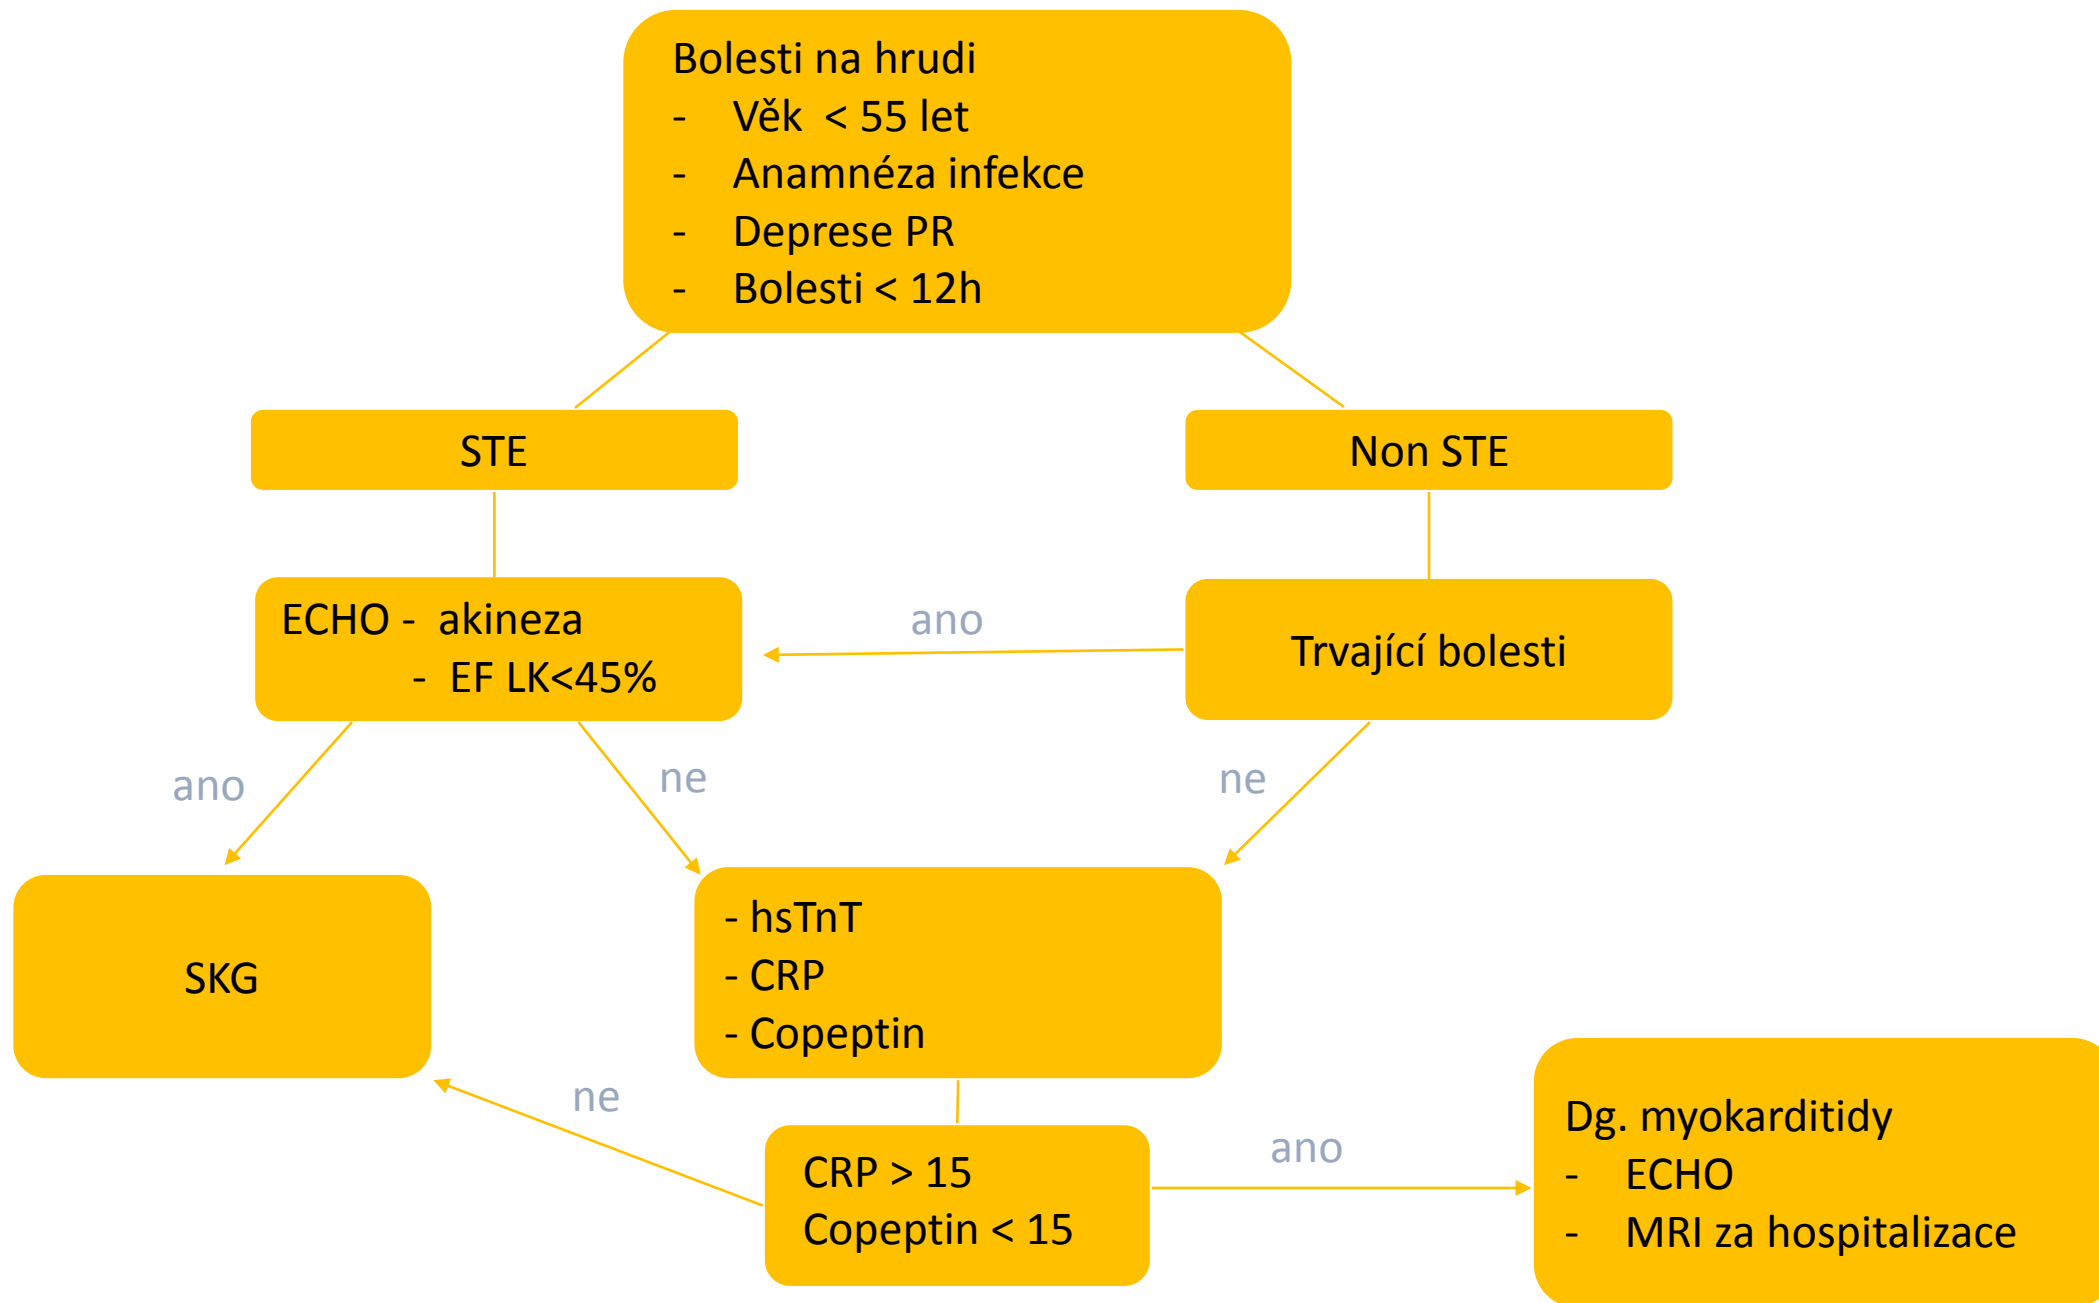 Bolesti na hrudi
- Věk < 55 let
- Anamnéza infekce
- Deprese PR
- Bolesti < 12h
STE
Non STE
ECHO - akineza
- EF LK<45%
ano
Trvající bolesti
ano
ne
ne
SKG
- hsTnT
- CRP
- Copeptin
ne
CRP > 15
Copeptin < 15
ano
Dg. myokarditidy
- ECHO
- MRI za hospitalizace